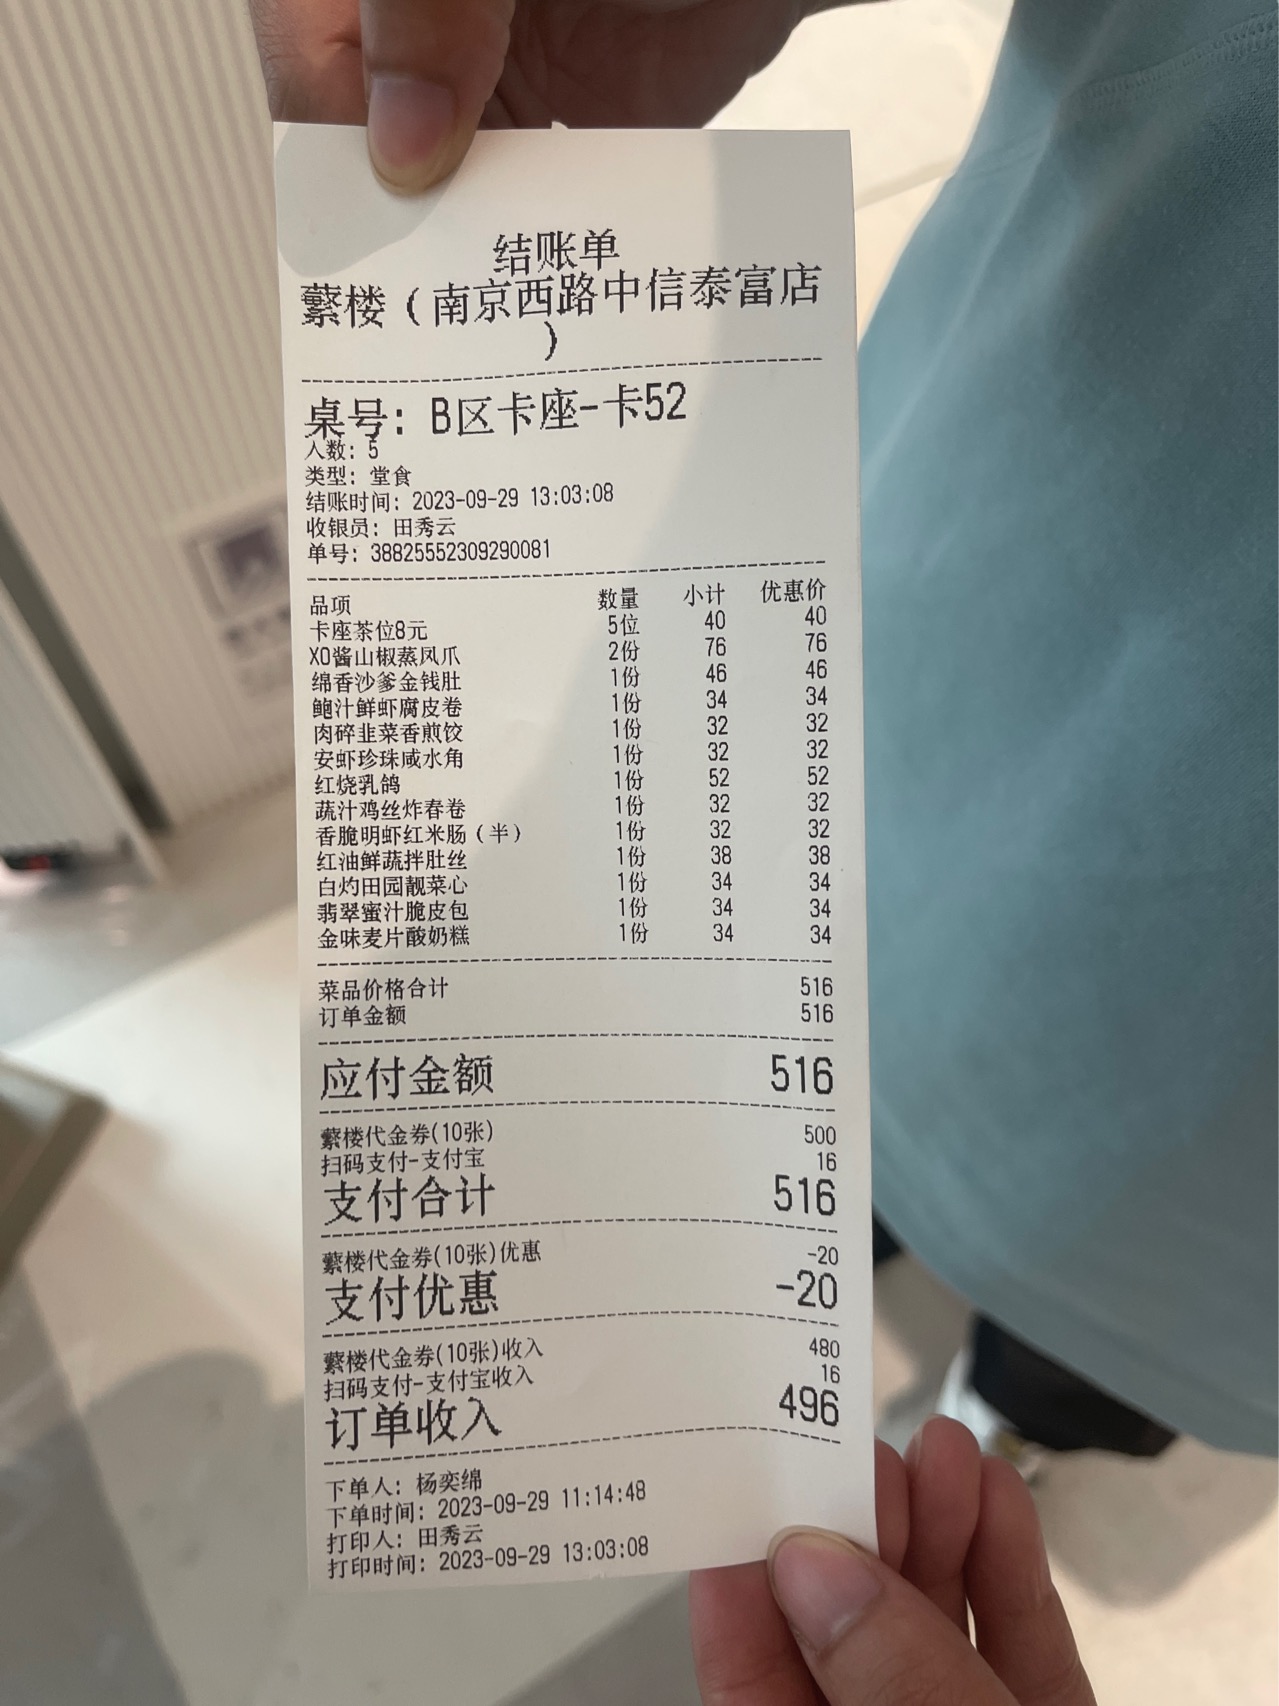 结账单
蘩楼（南京西路中信泰富店
）
桌号：B区卡座-卡52
人数：5
类型：堂食
结账时间：2023-09-29 13:03:08
收银员：田秀云
单号：38825552309290081
品项 数量 小计 优惠价
卡座茶位8元 5位 40 40
XO酱山椒蒸凤爪 2份 76 76
绵香沙爹金钱肚 1份 46 46
鲍汁鲜虾腐皮卷 1份 34 34
肉碎韭菜香煎饺 1份 32 32
安虾珍珠咸水角 1份 32 32
红烧乳鸽 1份 52 52
蔬汁鸡丝炸春卷 1份 32 32
香脆明虾红米肠（半） 1份 32 32
红油鲜蔬拌肚丝 1份 38 38
白灼田园靓菜心 1份 34 34
翡翠蜜汁脆皮包 1份 34 34
金味麦片酸奶糕 1份 34 34
菜品价格合计 516
订单金额 516
应付金额 516
蘩楼代金券(10张) 500
扫码支付-支付宝 16
支付合计 516
蘩楼代金券(10张)优惠 -20
支付优惠 -20
蘩楼代金券(10张)收入 480
扫码支付-支付宝收入 16
订单收入 496
下单人：杨奕绵
下单时间：2023-09-29 11:14:48
打印人：田秀云
打印时间：2023-09-29 13:03:08